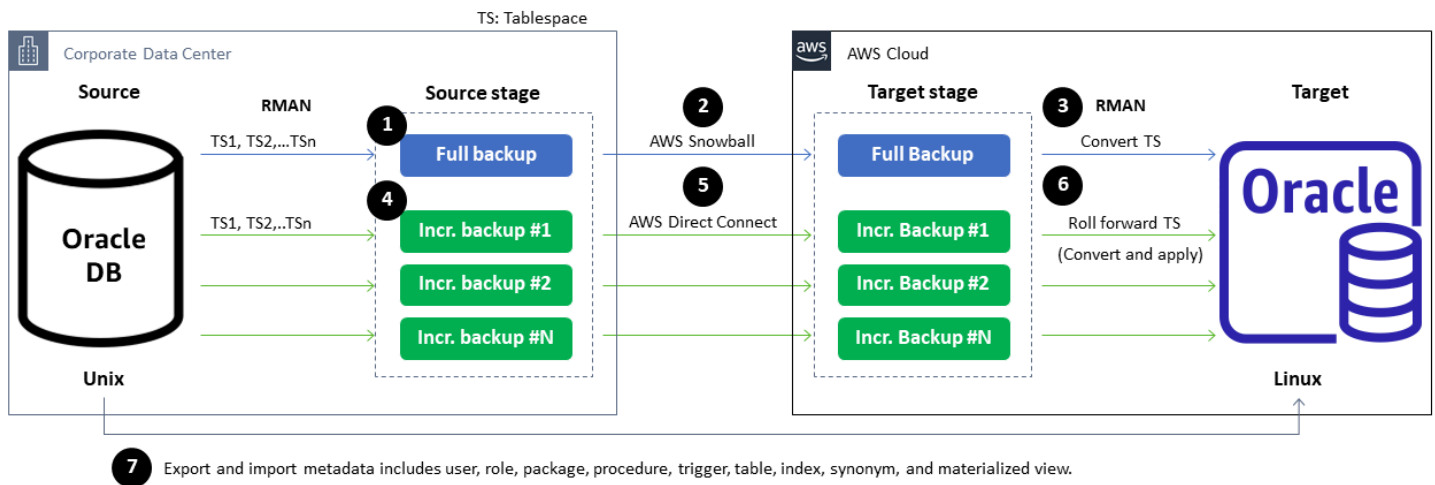 TS: Tablespace
Corporate Data Center
aws
AWS Cloud
Source
RMAN
Source stage
2
Target stage
3
RMAN
Target
1
TS1, TS2,...TSn
Full backup
AWS Snowball
Full Backup
Convert TS
Oracle
DB
4
5
6
TS1, TS2,..TSn
Incr. backup #1
AWS Direct Connect
Incr. Backup #1
Roll forward TS
(Convert and apply)
Oracle
Incr. backup #2
Incr. Backup #2
Incr. backup #N
Incr. Backup #N
Unix
Linux
7
Export and import metadata includes user, role, package, procedure, trigger, table, index, synonym, and materialized view.